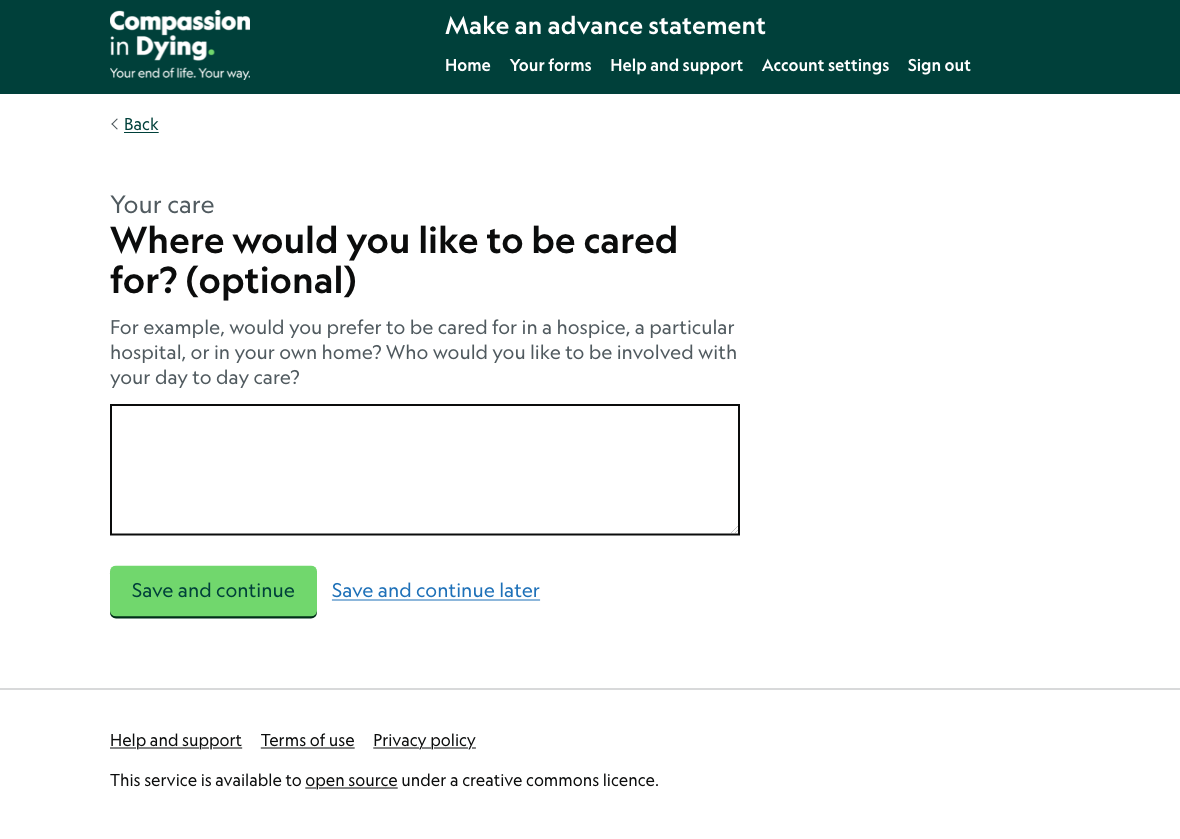 Compassion
in Dying.
Your end of life. Your way.
Make an advance statement
Home Your forms Help and support Account settings Sign out
Back
Your care
Where would you like to be cared
for? (optional)
For example, would you prefer to be cared for in a hospice, a particular
hospital, or in your own home? Who would you like to be involved with
your day to day care?
Save and continue Save and continue later
Help and support Terms of use Privacy policy
This service is available to open source under a creative commons licence.